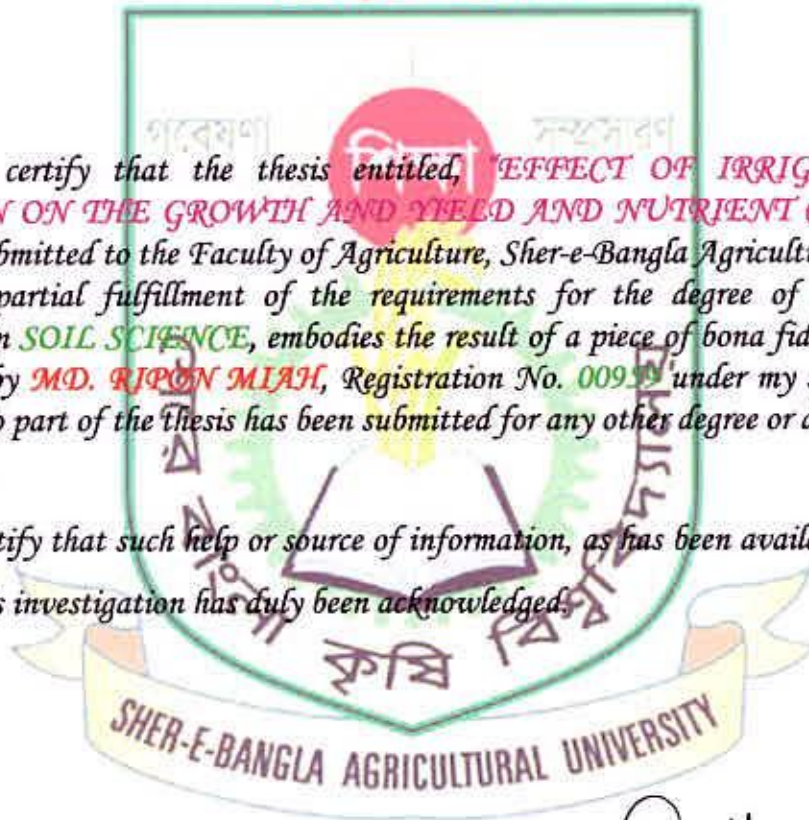 গবেষণা সম্প্রসারণ
শিক্ষা
certify that the thesis entitled, "EFFECT OF IRRIG
N ON THE GROWTH AND YIELD AND NUTRIENT
bmitted to the Faculty of Agriculture, Sher-e-Bangla Agricultu
partial fulfillment of the requirements for the degree of
n SOIL SCIENCE, embodies the result of a piece of bona fid
by MD. RIPON MIAH, Registration No. under my
o part of the thesis has been submitted for any other degree or
tify that such help or source of information, as has been avail
s investigation has duly been acknowledged.
শেরে বাংলা কৃষি বিশ্ববিদ্যালয়
SHER-E-BANGLA AGRICULTURAL UNIVERSITY